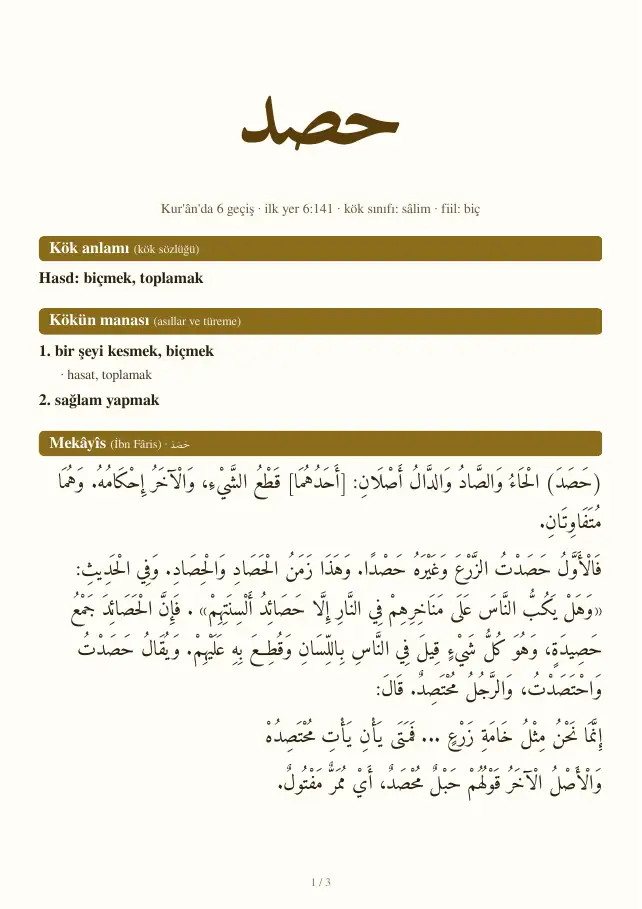 حصد
Kur'ân'da 6 geçiş · ilk yer 6:141 · kök sınıfı: sâlim · fiil: biç
Kök anlamı (kök sözlüğü)
Hasd: biçmek, toplamak
Kökün manası (asıllar ve türeme)
1. bir şeyi kesmek, biçmek
· hasat, toplamak
2. sağlam yapmak
Mekâyîs (İbn Fâris) · حَصَدَ
(حَصَدَ) الْحَاءُ وَالصَّادُ وَالدَّالُ أَصْلَانِ: [أَحَدُهُمَا] قَطْعُ الشَّيْءِ، وَالْآخَرُ إِحْكَامُهُ. وَهُمَا
مُتَفَاوِتَانِ.
فَالْأَوَّلُ حَصَدْتُ الزَّرْعَ وَغَيْرَهُ حَصْدًا. وَهَذَا زَمَنُ الْحَصَادِ وَالْحِصَادِ. وَفِي الْحَدِيثِ:
«وَهَلْ يَكُبُّ النَّاسَ عَلَى مَنَاخِرِهِمْ فِي النَّارِ إِلَّا حَصَائِدُ أَلْسِنَتِهِمْ» . فَإِنَّ الْحَصَائِدَ جَمْعُ
حَصِيدَةٍ، وَهُوَ كُلُّ شَيْءٍ قِيلَ فِي النَّاسِ بِاللِّسَانِ وَقُطِعَ بِهِ عَلَيْهِمْ. وَيُقَالُ حَصَدْتُ
وَاحْتَصَدْتُ، وَالرَّجُلُ مُحْتَصِدٌ. قَالَ:
إِنَّمَا نَحْنُ مِثْلُ خَامَةِ زَرْعٍ ... فَمَتَى يَأْنِ يَأْتِ مُحْتَصِدُهْ
وَالْأَصْلُ الْآخَرُ قَوْلُهُمْ حَبْلٌ مُحْصَدٌ، أَيْ مُمَرٌّ مَفْتُولٌ.
1 / 3